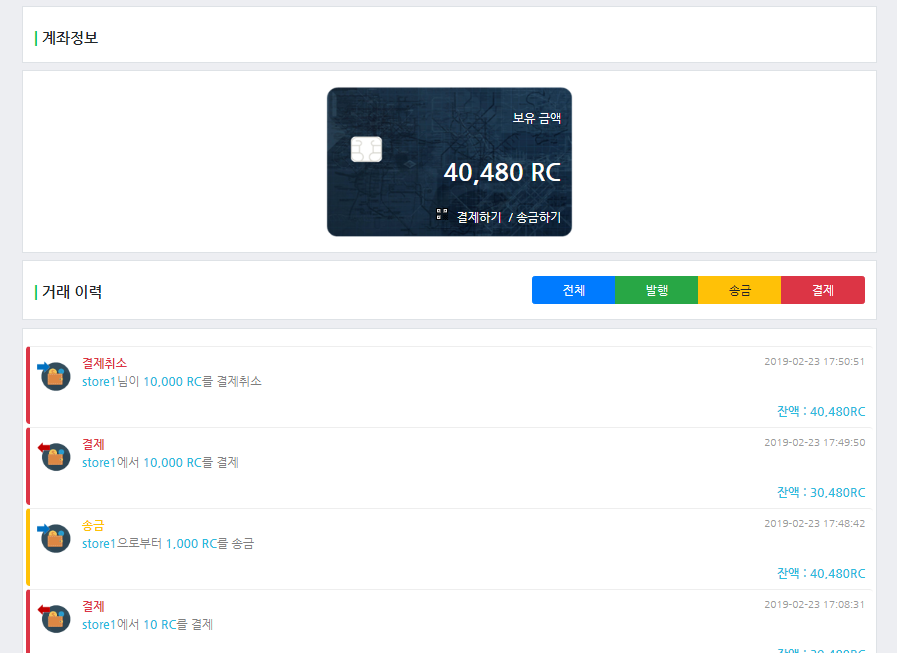 계좌정보
보유 금액
40,480 RC
결제하기 / 송금하기
거래 이력
전체 발행 송금 결제
결제취소 2019-02-23 17:50:51
store1님이 10,000 RC를 결제취소
잔액 : 40,480RC
결제 2019-02-23 17:49:50
store1에서 10,000 RC를 결제
잔액 : 30,480RC
송금 2019-02-23 17:48:42
store1으로부터 1,000 RC를 송금
잔액 : 40,480RC
결제 2019-02-23 17:08:31
store1에서 10 RC를 결제